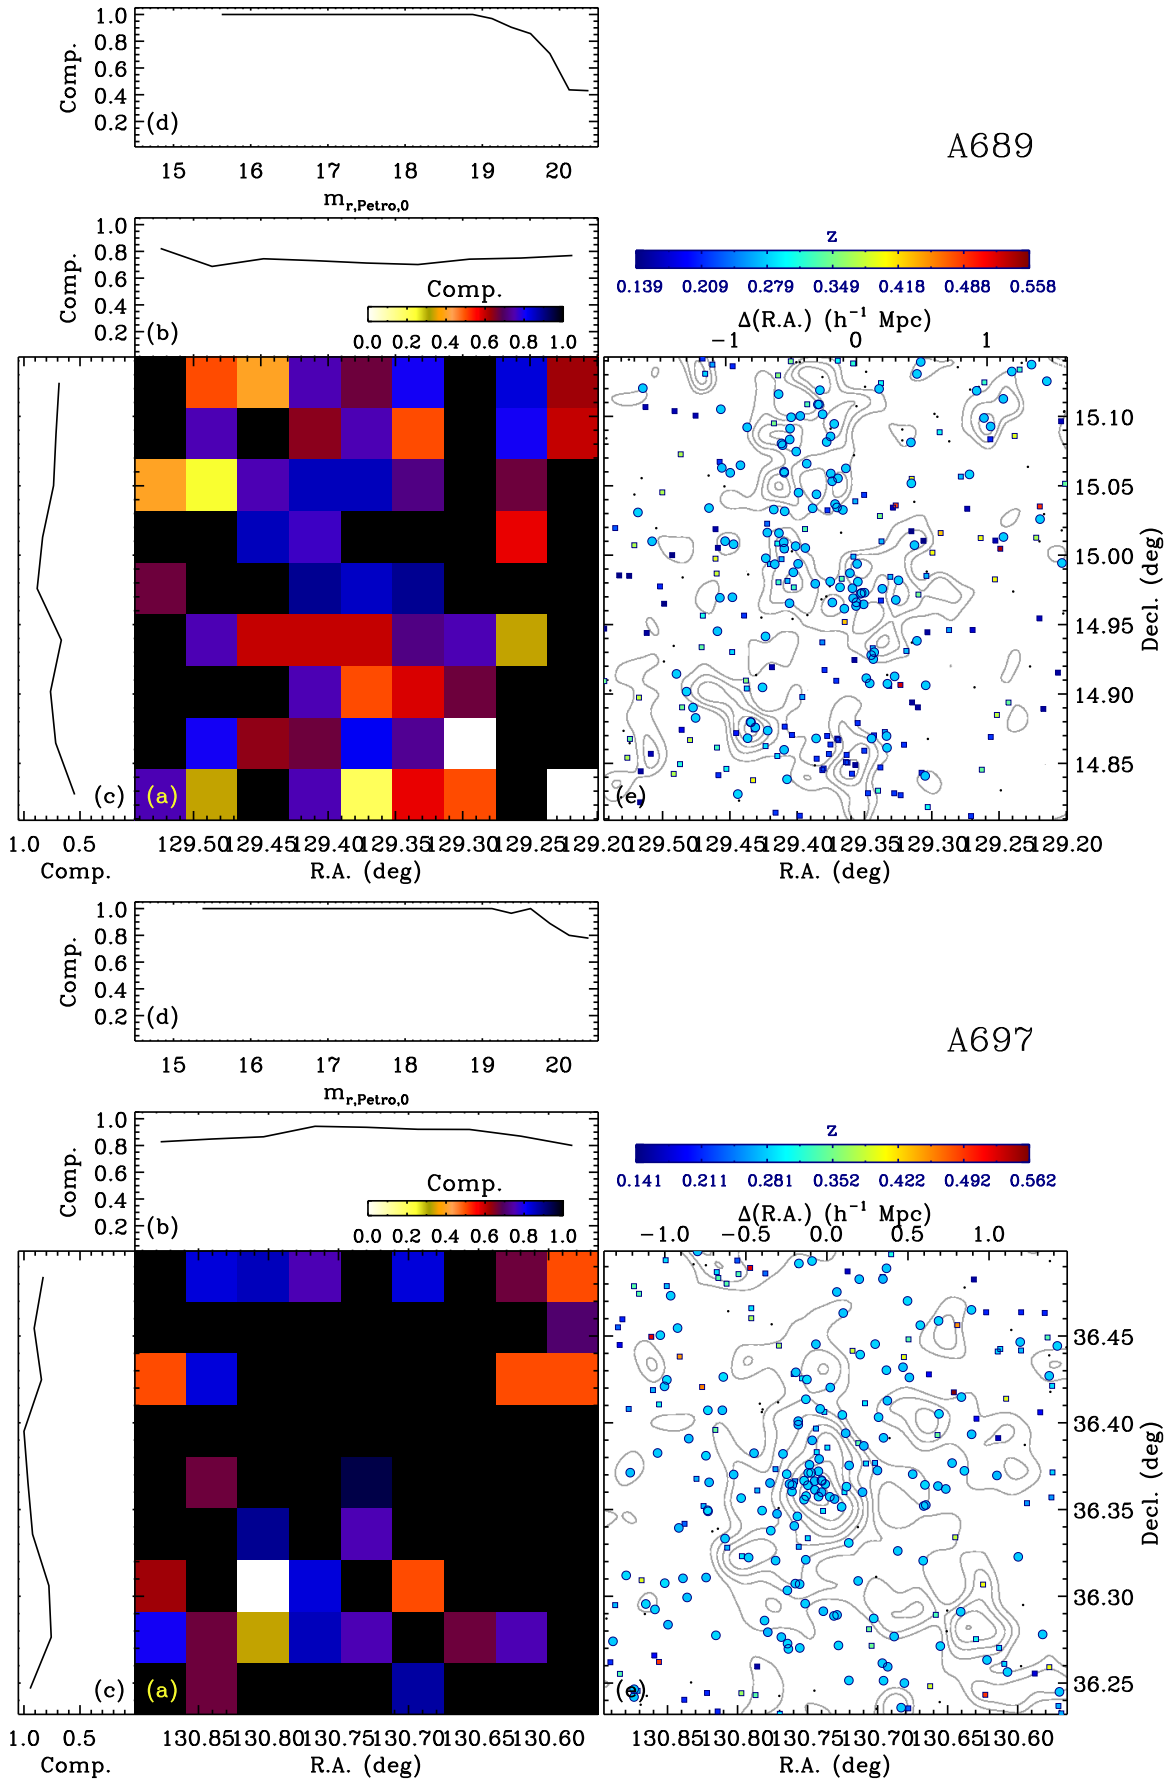 A689
Comp.
1.0
0.8
0.6
0.4
0.2
(d)
15 16 17 18 19 20
m_r,Petro,0
Comp.
1.0
0.8
0.6
0.4
0.2
(b)
Comp.
0.0 0.2 0.4 0.6 0.8 1.0
z
0.139 0.209 0.279 0.349 0.418 0.488 0.558
Δ(R.A.) (h⁻¹ Mpc)
−1 0 1
15.10
15.05
15.00
14.95
14.90
14.85
Decl. (deg)
(c) (a) (e)
1.0 0.5
Comp.
129.50 129.45 129.40 129.35 129.30 129.25 129.20
R.A. (deg)
129.50 129.45 129.40 129.35 129.30 129.25 129.20
R.A. (deg)
A697
Comp.
1.0
0.8
0.6
0.4
0.2
(d)
15 16 17 18 19 20
m_r,Petro,0
Comp.
1.0
0.8
0.6
0.4
0.2
(b)
Comp.
0.0 0.2 0.4 0.6 0.8 1.0
z
0.141 0.211 0.281 0.352 0.422 0.492 0.562
Δ(R.A.) (h⁻¹ Mpc)
−1.0 −0.5 0.0 0.5 1.0
36.45
36.40
36.35
36.30
36.25
Decl. (deg)
(c) (a) (e)
1.0 0.5
Comp.
130.85 130.80 130.75 130.70 130.65 130.60
R.A. (deg)
130.85 130.80 130.75 130.70 130.65 130.60
R.A. (deg)